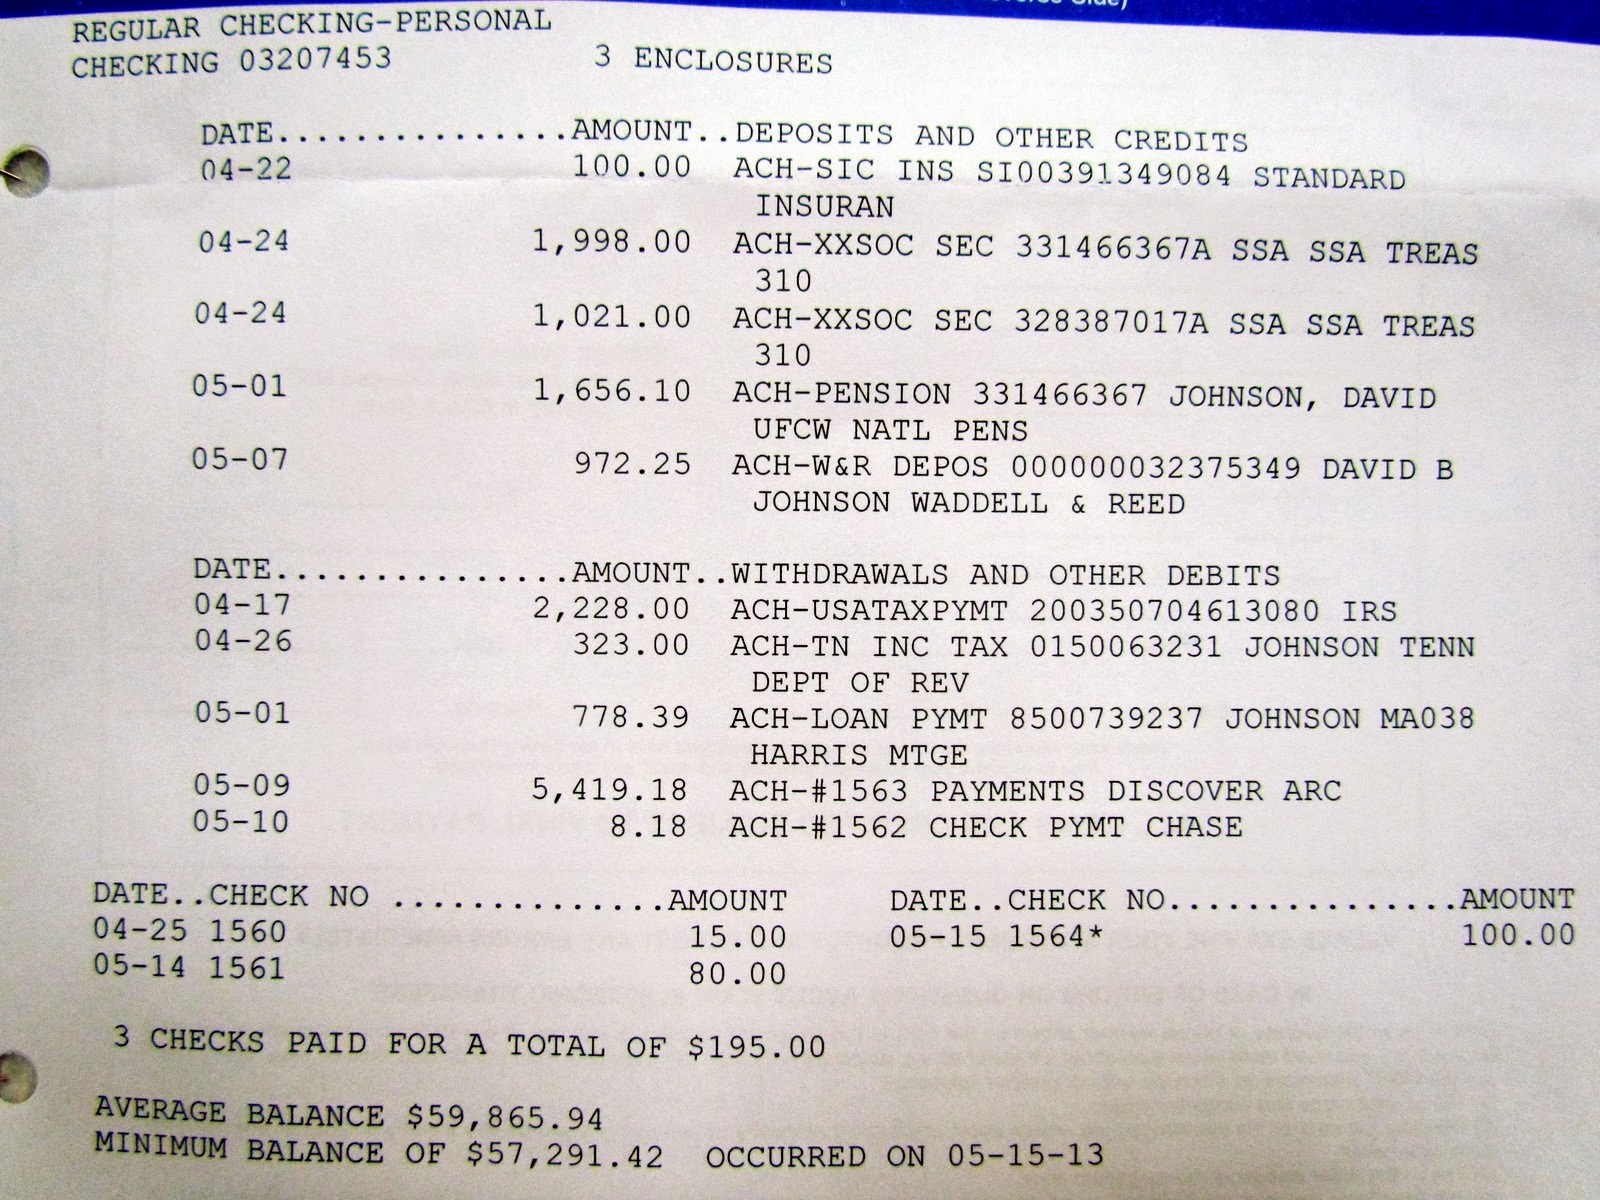 REGULAR CHECKING-PERSONAL
CHECKING 03207453 3 ENCLOSURES
DATE...............AMOUNT..DEPOSITS AND OTHER CREDITS
04-22 100.00 ACH-SIC INS SI00391349084 STANDARD
INSURAN
04-24 1,998.00 ACH-XXSOC SEC 331466367A SSA SSA TREAS
310
04-24 1,021.00 ACH-XXSOC SEC 328387017A SSA SSA TREAS
310
05-01 1,656.10 ACH-PENSION 331466367 JOHNSON, DAVID
UFCW NATL PENS
05-07 972.25 ACH-W&R DEPOS 000000032375349 DAVID B
JOHNSON WADDELL & REED
DATE...............AMOUNT..WITHDRAWALS AND OTHER DEBITS
04-17 2,228.00 ACH-USATAXPYMT 200350704613080 IRS
04-26 323.00 ACH-TN INC TAX 0150063231 JOHNSON TENN
DEPT OF REV
05-01 778.39 ACH-LOAN PYMT 8500739237 JOHNSON MA038
HARRIS MTGE
05-09 5,419.18 ACH-#1563 PAYMENTS DISCOVER ARC
05-10 8.18 ACH-#1562 CHECK PYMT CHASE
DATE..CHECK NO ..............AMOUNT DATE..CHECK NO...............AMOUNT
04-25 1560 15.00 05-15 1564* 100.00
05-14 1561 80.00
3 CHECKS PAID FOR A TOTAL OF $195.00
AVERAGE BALANCE $59,865.94
MINIMUM BALANCE OF $57,291.42 OCCURRED ON 05-15-13